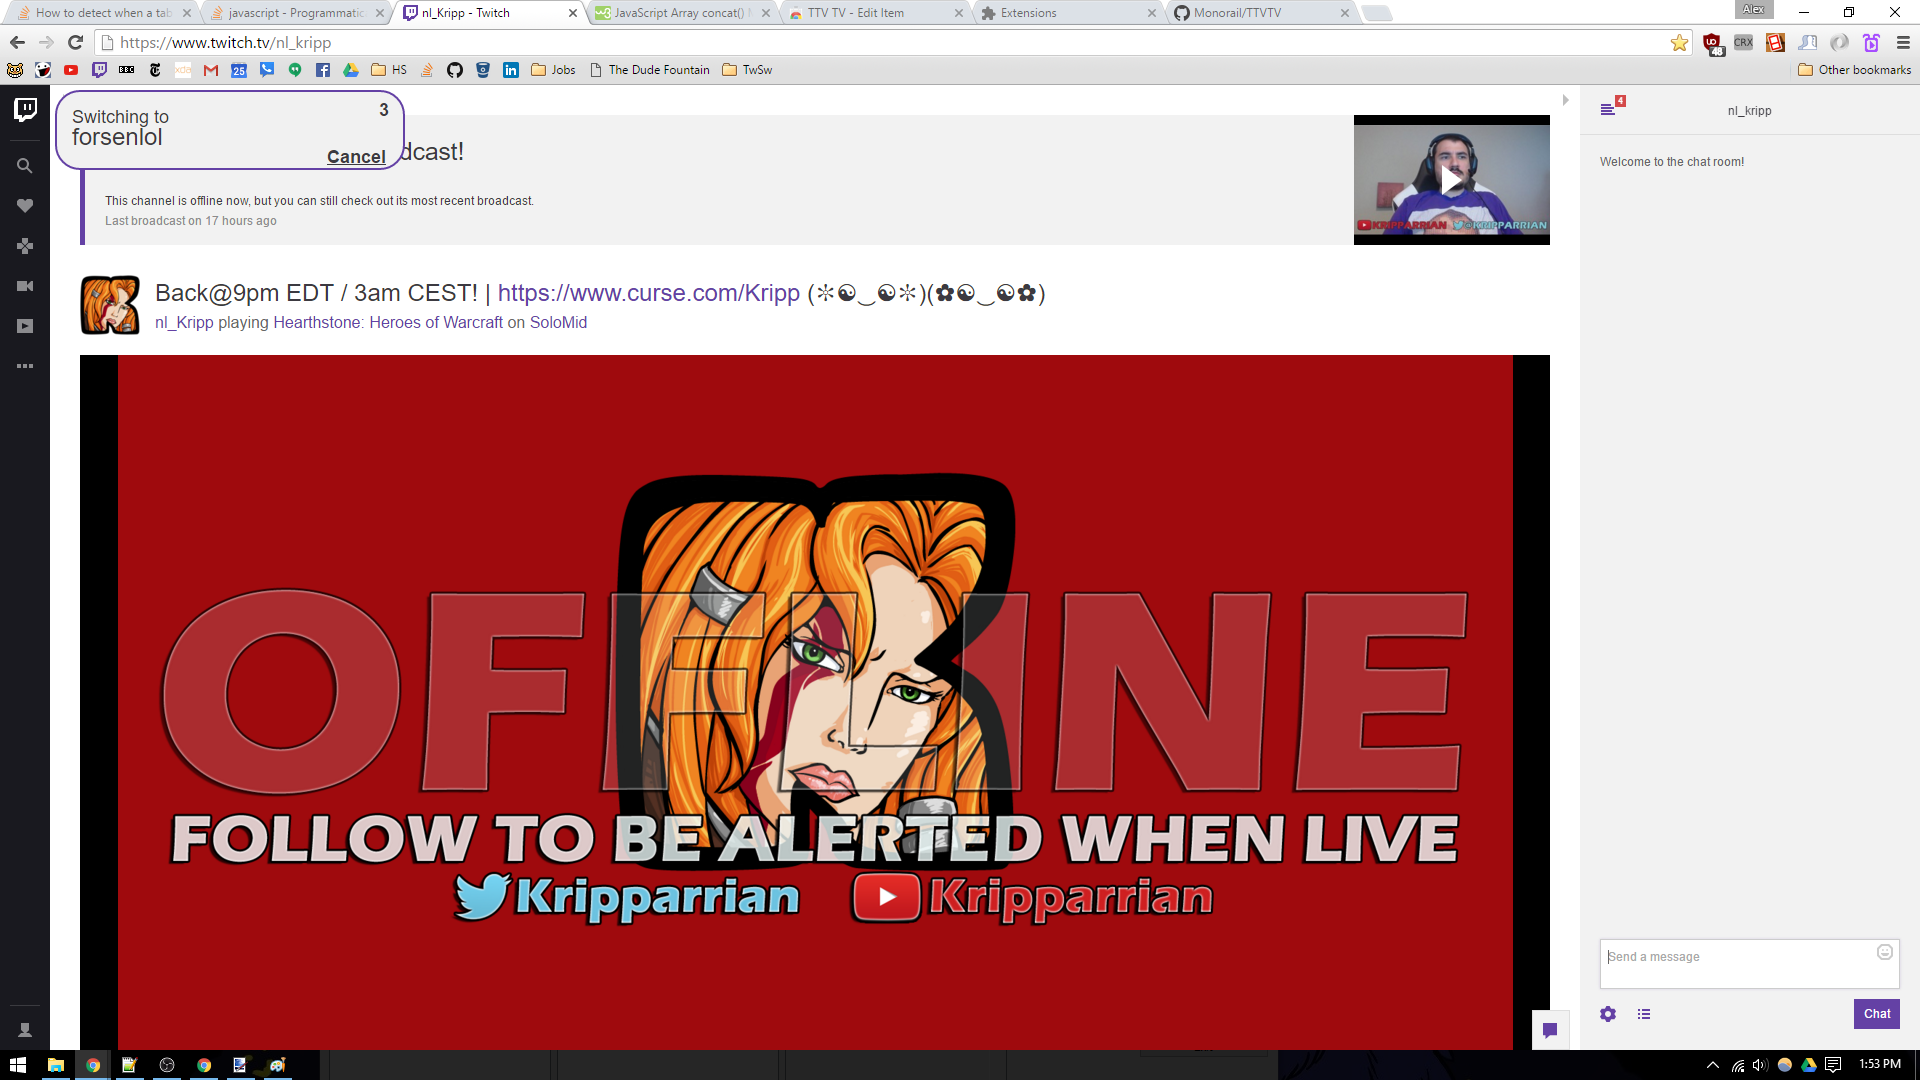 How to detect when a tab
javascript - Programmatic
nl_Kripp - Twitch
JavaScript Array concat() M
TTV TV - Edit Item
Extensions
Monorail/TTVTV
Alex
https://www.twitch.tv/nl_kripp
48
CRX
BBC
xda
25
HS
Jobs
The Dude Fountain
TwSw
Other bookmarks
Switching to
3
forsenlol
Cancel
dcast!
This channel is offline now, but you can still check out its most recent broadcast.
Last broadcast on 17 hours ago
KRIPPARRIAN @KRIPPARRIAN
4
nl_kripp
Welcome to the chat room!
Back@9pm EDT / 3am CEST! | https://www.curse.com/Kripp (✼☯‿☯✼)(✿☯‿☯✿)
nl_Kripp playing Hearthstone: Heroes of Warcraft on SoloMid
OFFLINE
FOLLOW TO BE ALERTED WHEN LIVE
Kripparrian Kripparrian
Send a message
Chat
1:53 PM